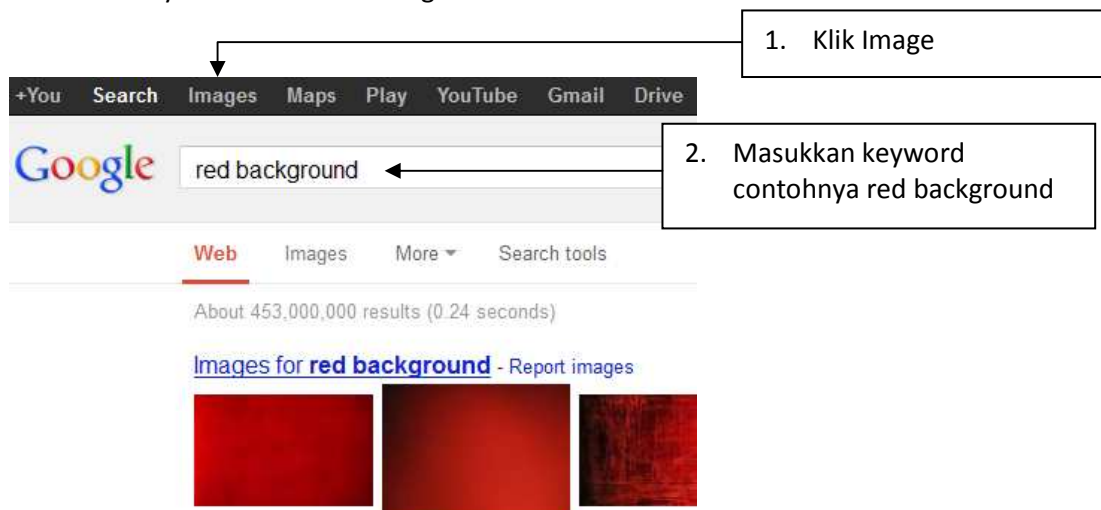 1. Klik Image
+You Search Images Maps Play YouTube Gmail Drive
Google
red background
2. Masukkan keyword
contohnya red background
Web Images More Search tools
About 453,000,000 results (0.24 seconds)
Images for red background - Report images